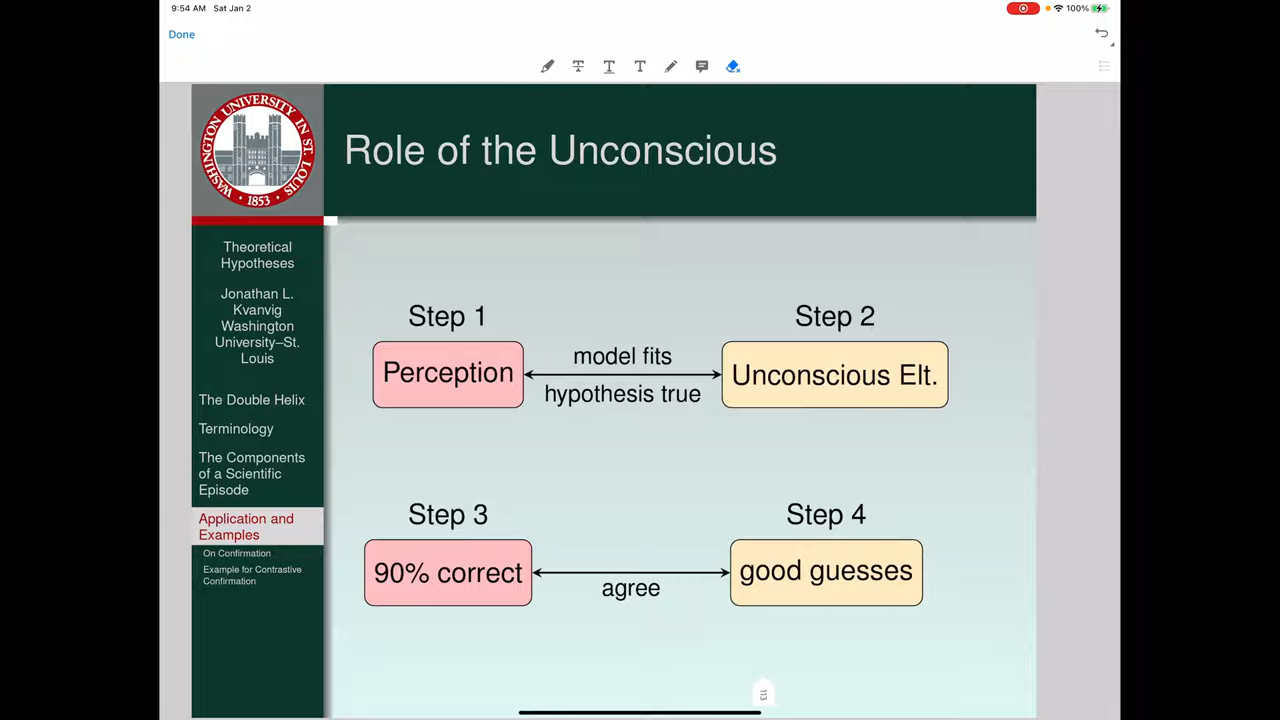 9:54 AM Sat Jan 2
100%
Done
WASHINGTON UNIVERSITY IN ST. LOUIS
1853
Role of the Unconscious
Theoretical
Hypotheses
Jonathan L.
Kvanvig
Washington
University–St.
Louis
The Double Helix
Terminology
The Components
of a Scientific
Episode
Application and
Examples
On Confirmation
Example for Contrastive
Confirmation
Step 1
Step 2
Perception
model fits
hypothesis true
Unconscious Elt.
Step 3
Step 4
90% correct
agree
good guesses
113